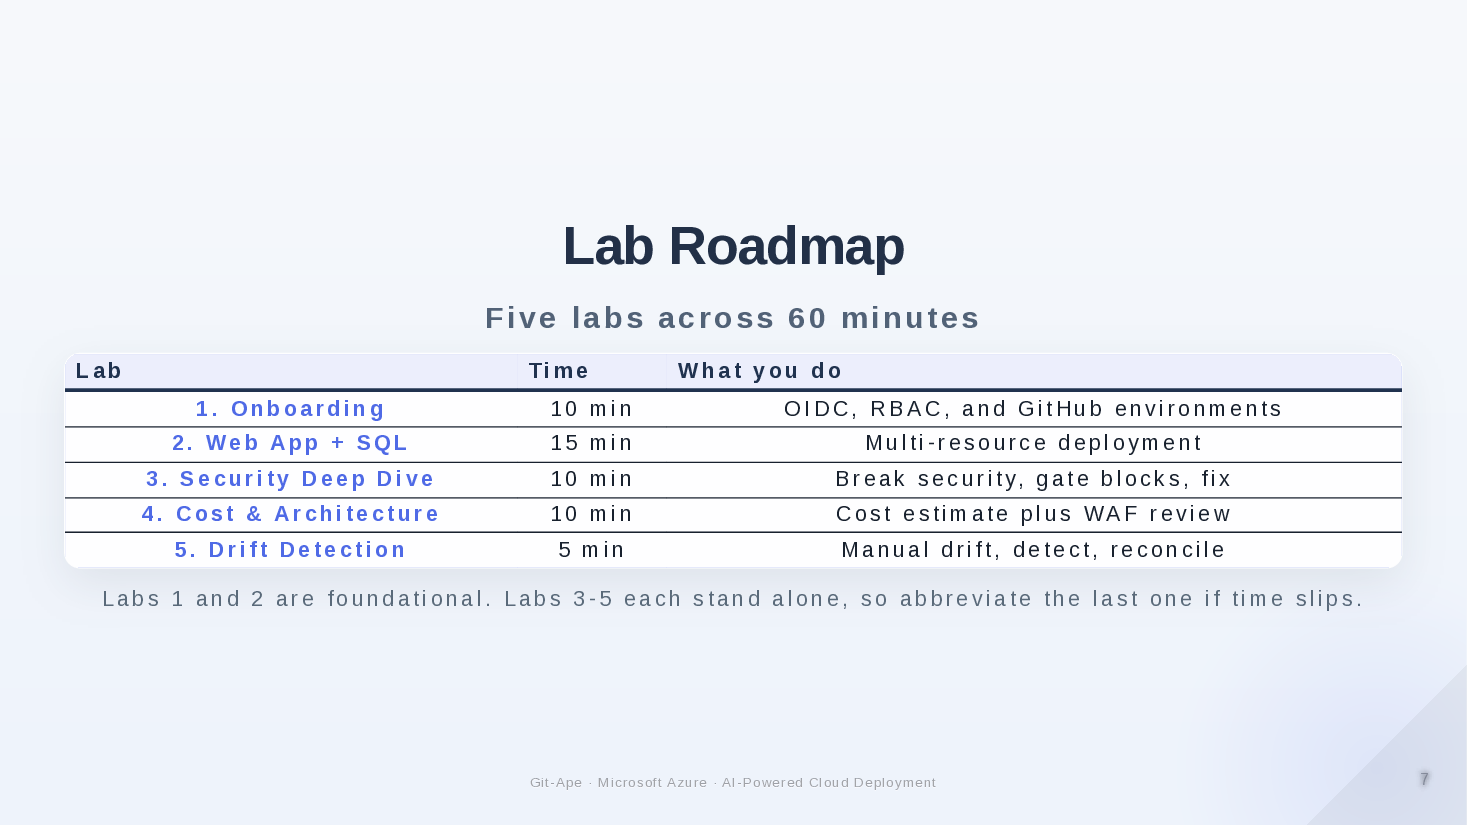 Lab Roadmap
Five labs across 60 minutes
Lab Time What you do
1. Onboarding 10 min OIDC, RBAC, and GitHub environments
2. Web App + SQL 15 min Multi-resource deployment
3. Security Deep Dive 10 min Break security, gate blocks, fix
4. Cost & Architecture 10 min Cost estimate plus WAF review
5. Drift Detection 5 min Manual drift, detect, reconcile
Labs 1 and 2 are foundational. Labs 3-5 each stand alone, so abbreviate the last one if time slips.
Git-Ape · Microsoft Azure · AI-Powered Cloud Deployment
7